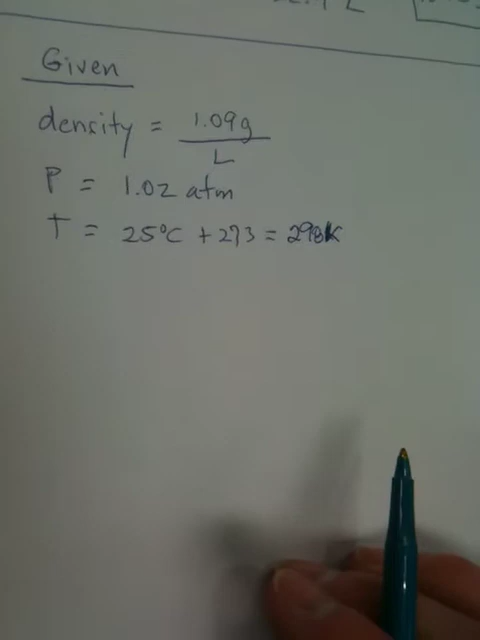 Given
density = 1.09g
L
P = 1.02 atm
T = 25°C + 273 = 298K